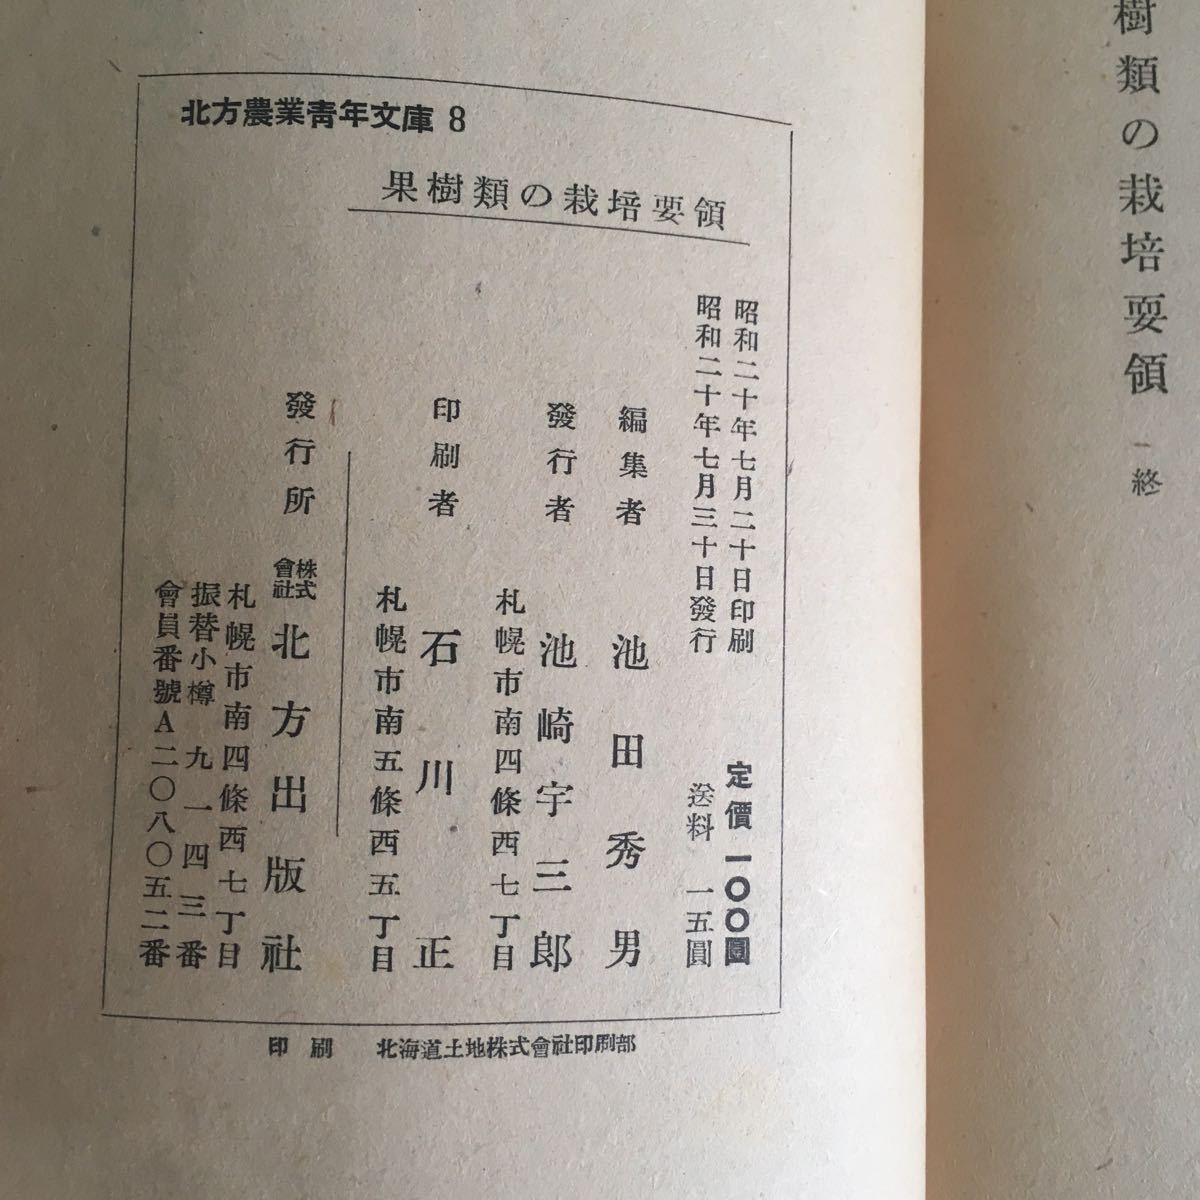 樹類の栽培要領 ー終
北方農業靑年文庫 8
果樹類の栽培要領
昭和二十年七月二十日印刷
昭和二十年七月三十日發行
定價 一〇〇圓
送料 一五圓
編集者 池田秀男
發行者 池崎宇三郎
札幌市南四條西七丁目
印刷者 石川正
札幌市南五條西五丁目
發行所 株式會社 北方出版社
札幌市南四條西七丁目
振替小樽 九一四三番
會員番號A二〇八〇五二番
印刷 北海道土地株式會社印刷部